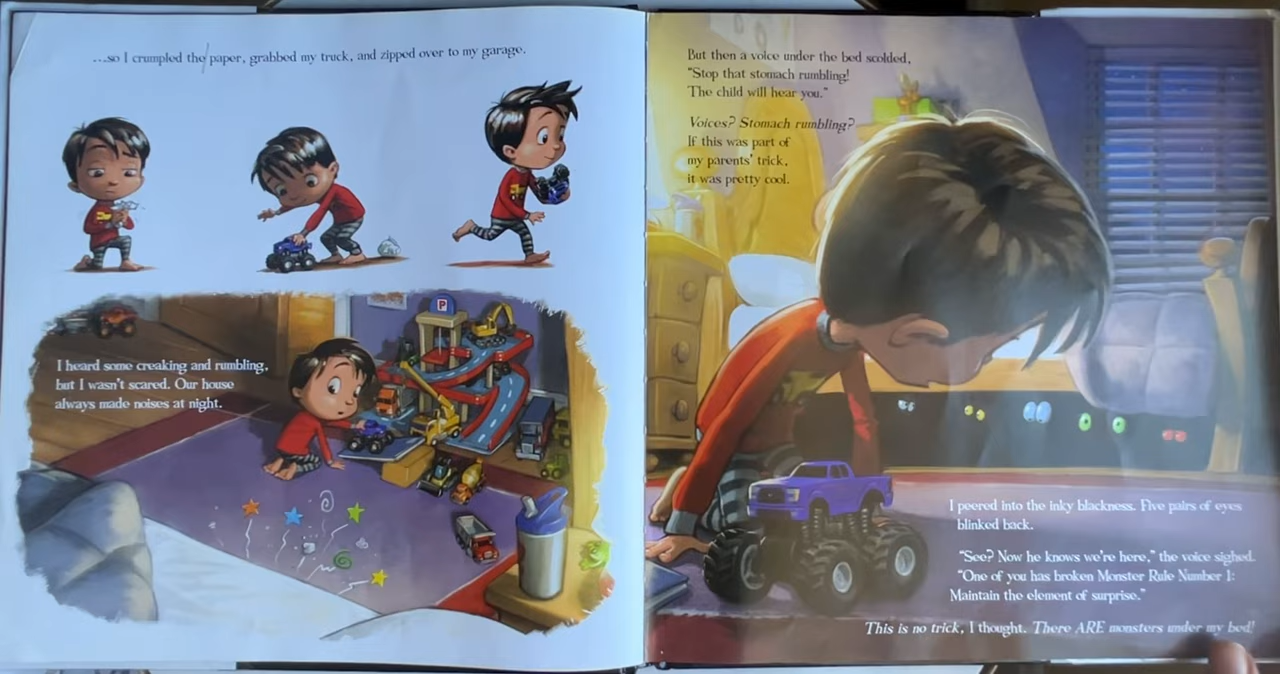 ...so I crumpled the paper, grabbed my truck, and zipped over to my garage.
P
I heard some creaking and rumbling,
but I wasn't scared. Our house
always made noises at night.
But then a voice under the bed scolded,
"Stop that stomach rumbling!
The child will hear you."
Voices? Stomach rumbling?
If this was part of
my parents' trick,
it was pretty cool.
I peered into the inky blackness. Five pairs of eyes
blinked back.
"See? Now he knows we're here," the voice sighed.
"One of you has broken Monster Rule Number 1:
Maintain the element of surprise."
This is no trick, I thought. There ARE monsters under my bed!